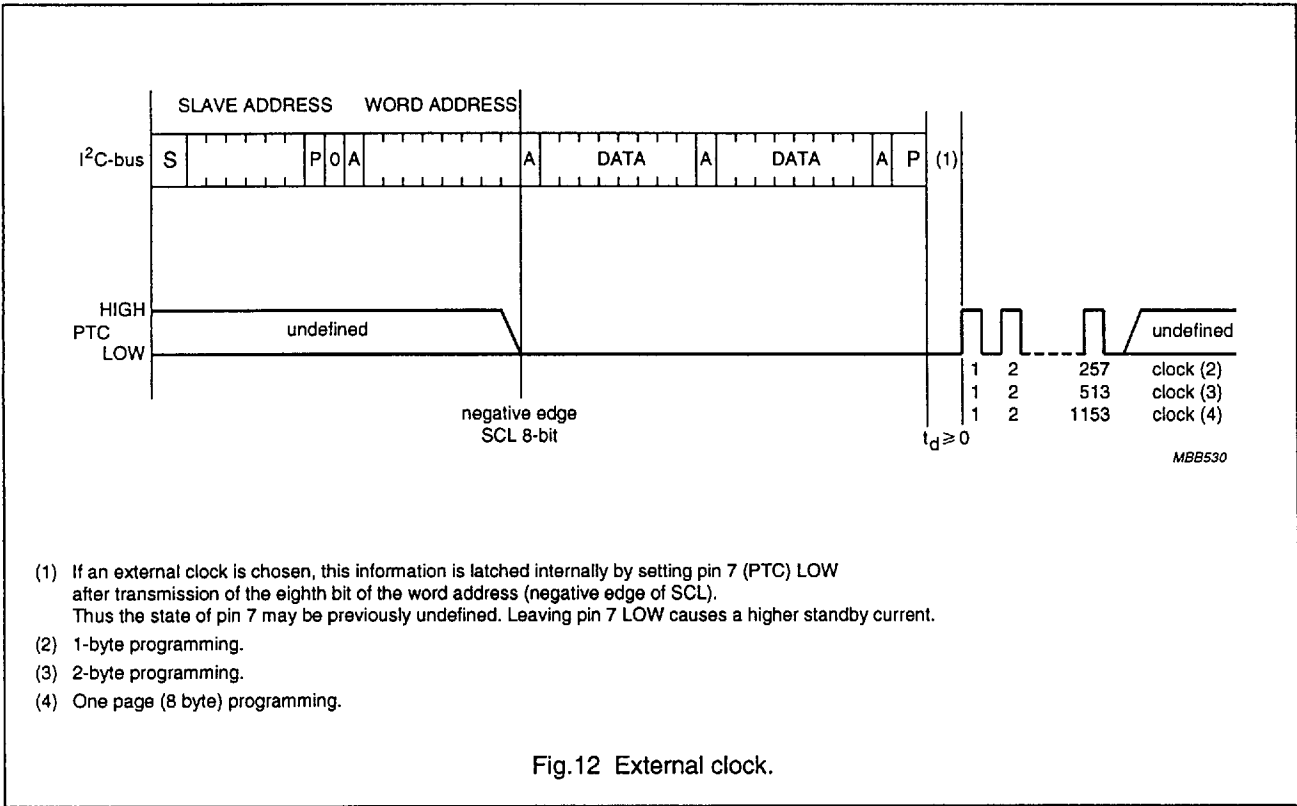 SLAVE ADDRESS WORD ADDRESS
I²C-bus S P 0 A A DATA A DATA A P (1)
HIGH
PTC undefined undefined
LOW
1 2 257 clock (2)
1 2 513 clock (3)
1 2 1153 clock (4)
negative edge
SCL 8-bit
td ≥ 0
MBB530
(1) If an external clock is chosen, this information is latched internally by setting pin 7 (PTC) LOW
after transmission of the eighth bit of the word address (negative edge of SCL).
Thus the state of pin 7 may be previously undefined. Leaving pin 7 LOW causes a higher standby current.
(2) 1-byte programming.
(3) 2-byte programming.
(4) One page (8 byte) programming.
Fig.12 External clock.